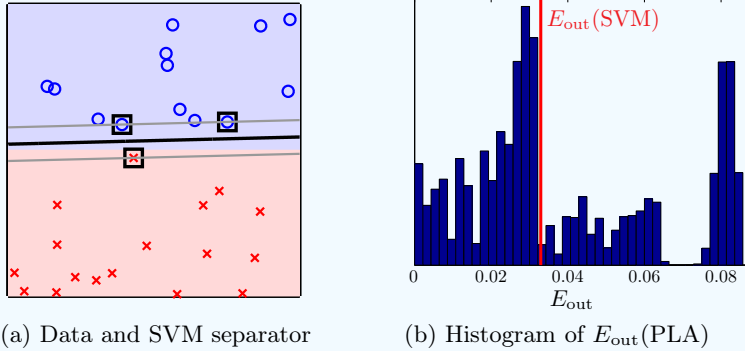 E_out(SVM)
0 0.02 0.04 0.06 0.08
E_out
(a) Data and SVM separator
(b) Histogram of E_out(PLA)